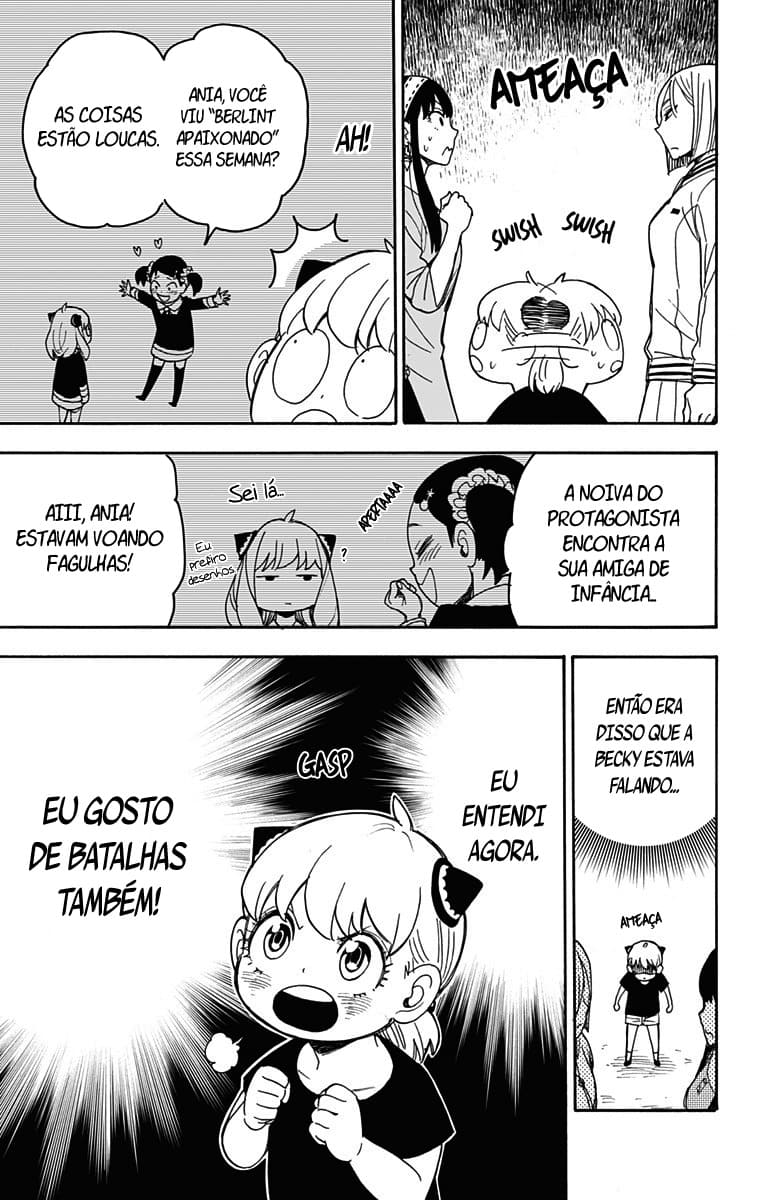 AMEAÇA
SWISH
SWISH
AH!
ANIA, VOCÊ
VIU “BERLINT
APAIXONADO”
ESSA SEMANA?
AS COISAS
ESTÃO LOUCAS.
A NOIVA DO
PROTAGONISTA
ENCONTRA A
SUA AMIGA DE
INFÂNCIA...
APERTAAAA
Sei lá...
Eu
prefiro
desenhos
?
AIII, ANIA!
ESTAVAM VOANDO
FAGULHAS!
ENTÃO ERA
DISSO QUE A
BECKY ESTAVA
FALANDO...
AMEAÇA
EU
ENTENDI
AGORA.
GASP
EU GOSTO
DE BATALHAS
TAMBÉM!